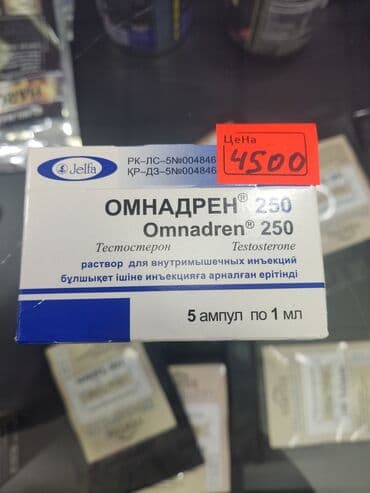 Цена
4500
Jelfa
РК-ЛС-5№004846
ҚР-ДЗ-5№004846
ОМНАДРЕН® 250
Omnadren® 250
Тестостерон Testosterone
раствор для внутримышечных инъекций
бұлшықет ішіне инъекцияға арналған ерітінді
5 ампул по 1 мл